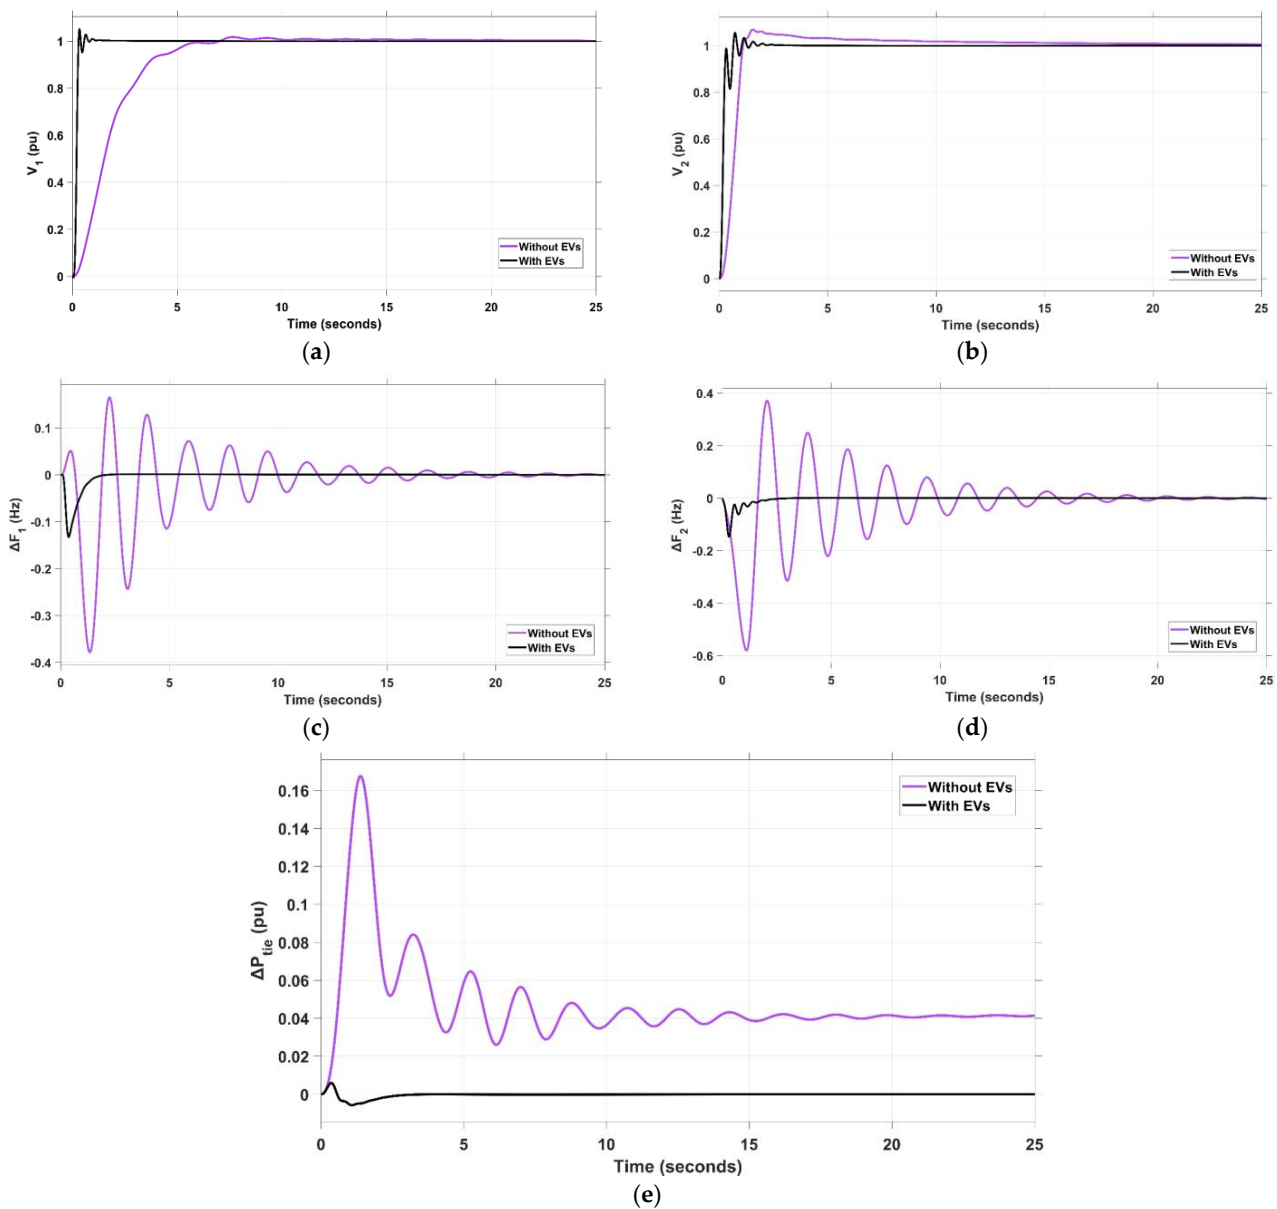 1
0.8
0.6
0.4
0.2
0
V1 (pu)
Without EVs
With EVs
0 5 10 15 20 25
Time (seconds)
(a)
1
0.8
0.6
0.4
0.2
0
V2 (pu)
Without EVs
With EVs
0 5 10 15 20 25
Time (seconds)
(b)
0.1
0
-0.1
-0.2
-0.3
-0.4
ΔF1 (Hz)
Without EVs
With EVs
0 5 10 15 20 25
Time (seconds)
(c)
0.4
0.2
0
-0.2
-0.4
-0.6
ΔF2 (Hz)
Without EVs
With EVs
0 5 10 15 20 25
Time (seconds)
(d)
0.16
0.14
0.12
0.1
0.08
0.06
0.04
0.02
0
ΔPtie (pu)
Without EVs
With EVs
0 5 10 15 20 25
Time (seconds)
(e)